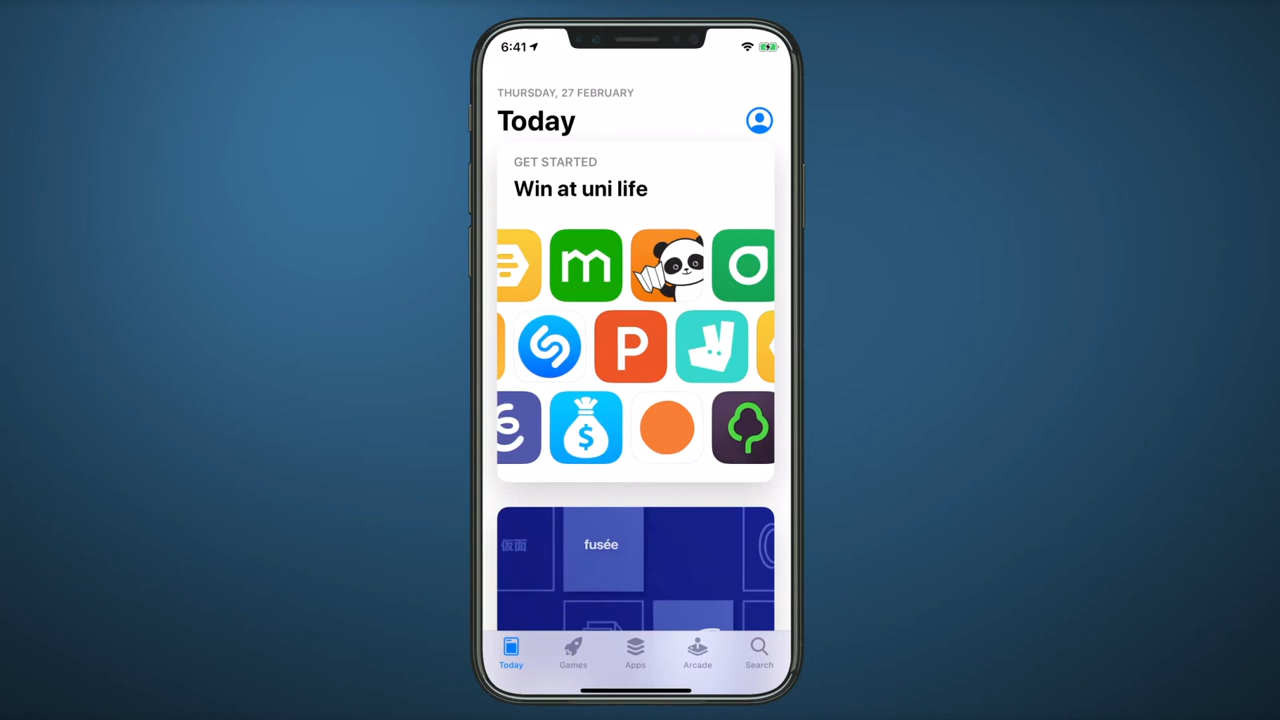 6:41
THURSDAY, 27 FEBRUARY
Today
GET STARTED
Win at uni life
m
P
$
仮面
fusée
Today
Games
Apps
Arcade
Search